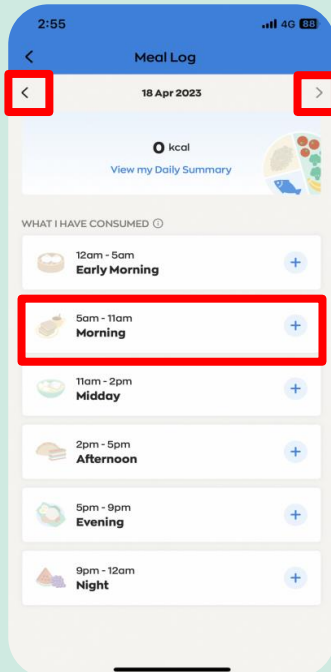 2:55
4G 88
Meal Log
18 Apr 2023
0 kcal
View my Daily Summary
WHAT I HAVE CONSUMED
12am - 5am
Early Morning
5am - 11am
Morning
11am - 2pm
Midday
2pm - 5pm
Afternoon
5pm - 9pm
Evening
9pm - 12am
Night